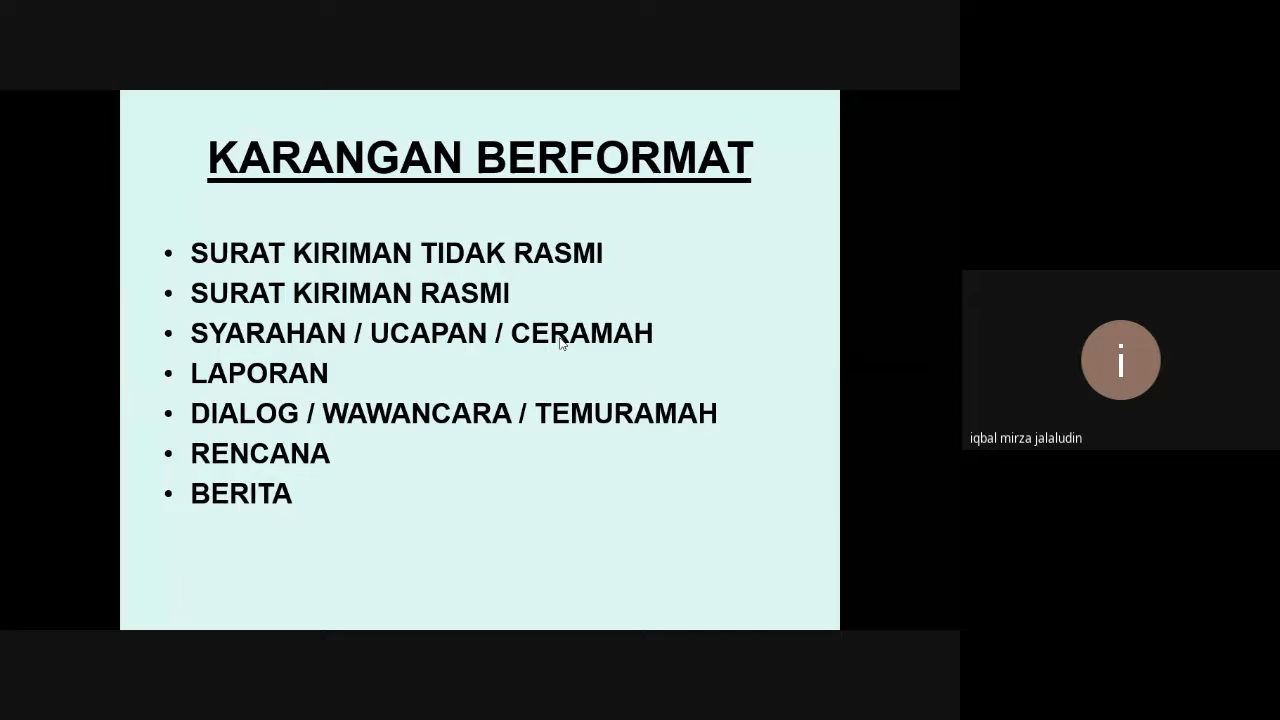 KARANGAN BERFORMAT
• SURAT KIRIMAN TIDAK RASMI
• SURAT KIRIMAN RASMI
• SYARAHAN / UCAPAN / CERAMAH
• LAPORAN
• DIALOG / WAWANCARA / TEMURAMAH
• RENCANA
• BERITA
i
iqbal mirza jalaludin